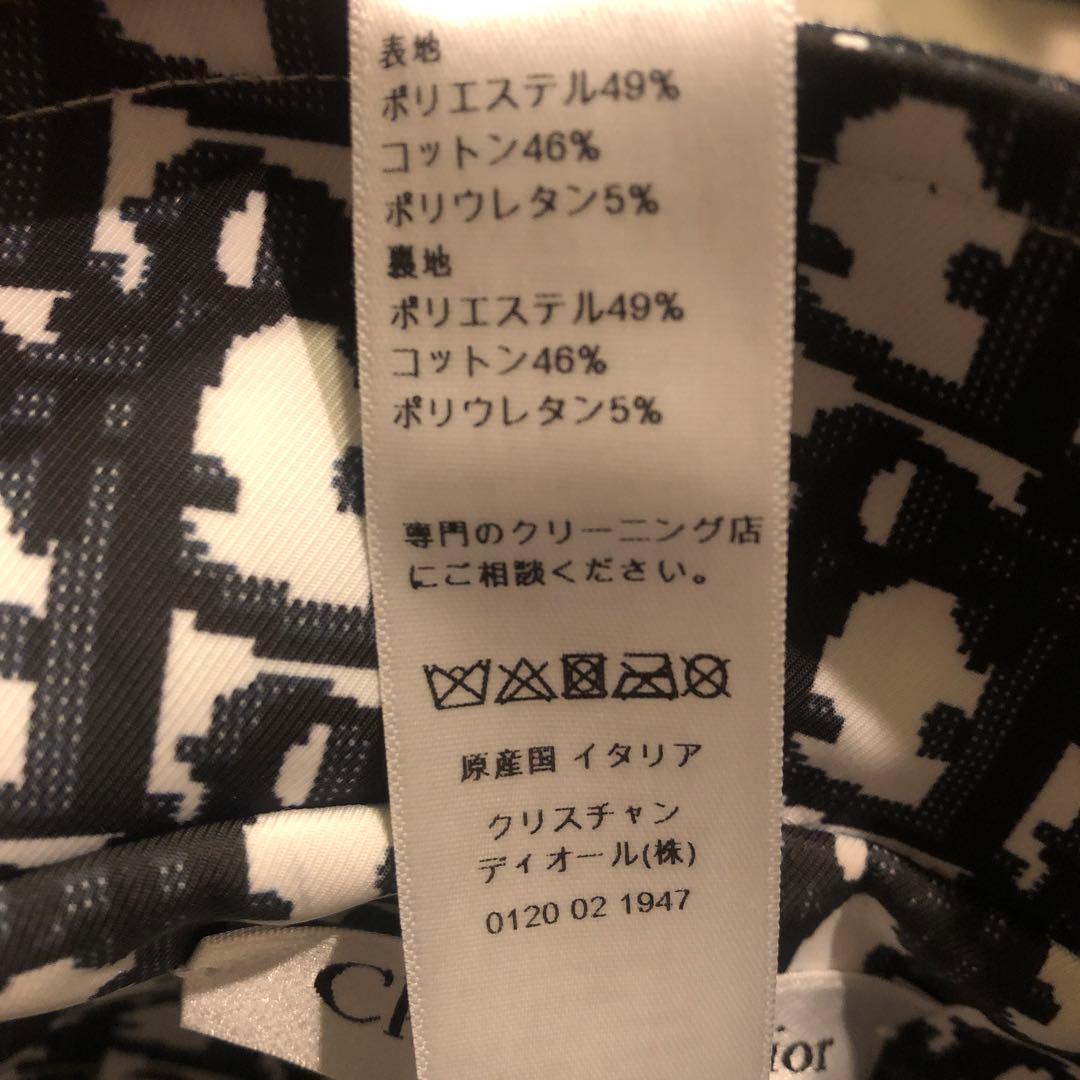 表地
ポリエステル49%
コットン46%
ポリウレタン5%
裏地
ポリエステル49%
コットン46%
ポリウレタン5%
専門のクリーニング店
にご相談ください。
原産国 イタリア
クリスチャン
ディオール(株)
0120 02 1947